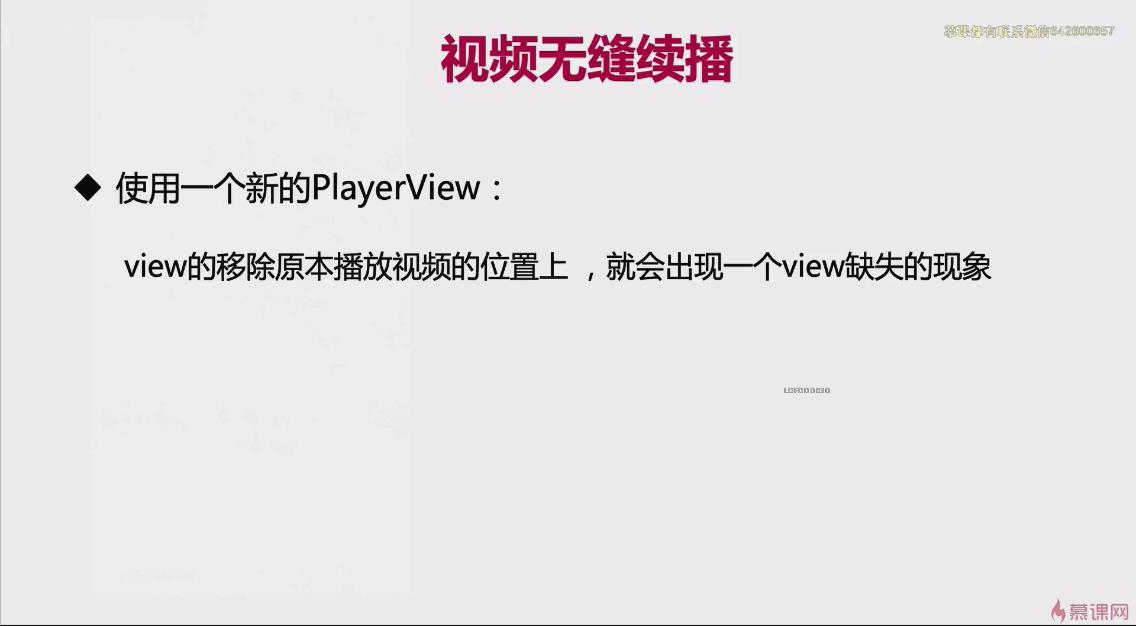 视频无缝续播
◆ 使用一个新的PlayerView：
view的移除原本播放视频的位置上 ，就会出现一个view缺失的现象
慕课网